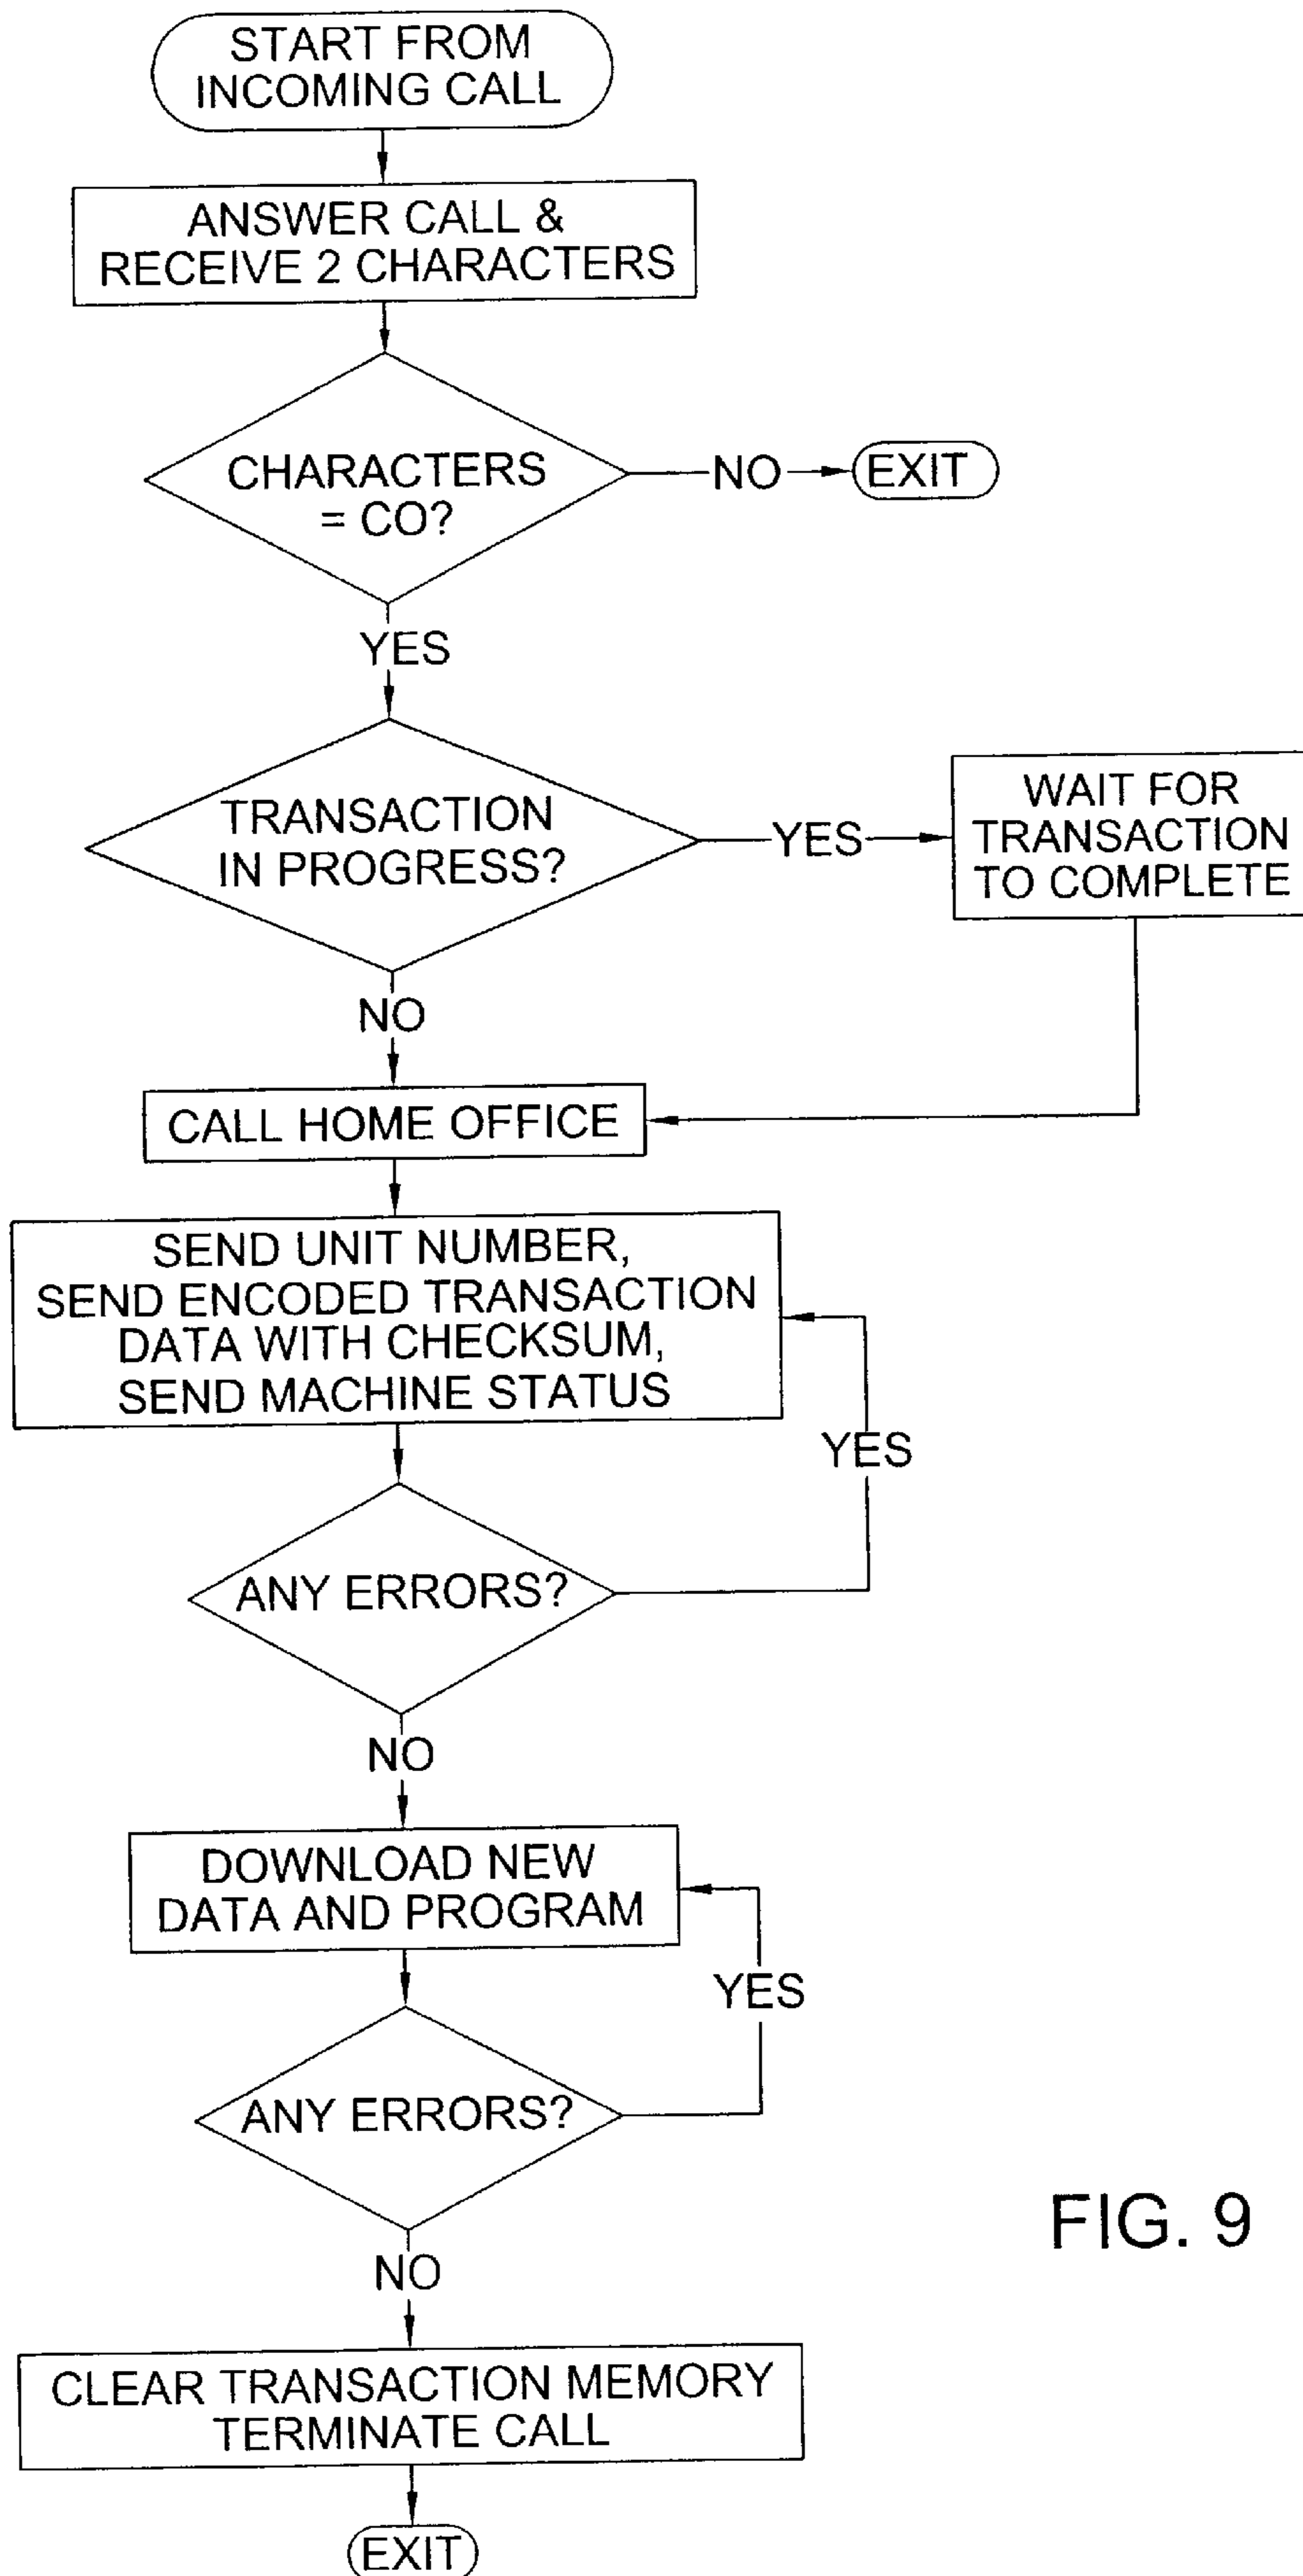 START FROM
INCOMING CALL
ANSWER CALL &
RECEIVE 2 CHARACTERS
CHARACTERS
= CO?
NO
EXIT
YES
TRANSACTION
IN PROGRESS?
YES
WAIT FOR
TRANSACTION
TO COMPLETE
NO
CALL HOME OFFICE
SEND UNIT NUMBER,
SEND ENCODED TRANSACTION
DATA WITH CHECKSUM,
SEND MACHINE STATUS
YES
ANY ERRORS?
NO
DOWNLOAD NEW
DATA AND PROGRAM
YES
ANY ERRORS?
NO
CLEAR TRANSACTION MEMORY
TERMINATE CALL
EXIT
FIG. 9